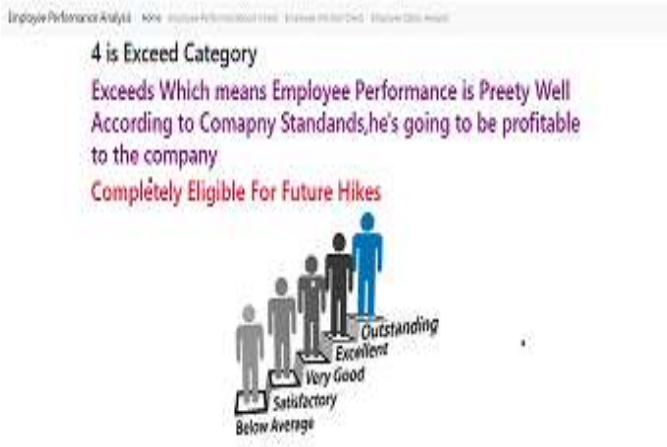 Employee Performance Analysis Home
4 is Exceed Category
Exceeds Which means Employee Performance is Preety Well
According to Comapny Standands,he's going to be profitable
to the company
Completely Eligible For Future Hikes
Outstanding
Excellent
Very Good
Satisfactory
Below Average